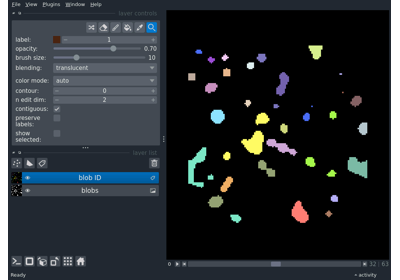 File View Plugins Window Help
layer controls
label: 1
opacity: 0.70
brush size: 10
blending: translucent
color mode: auto
contour: 0
n edit dim: 2
contiguous:
preserve
labels:
show
selected:
layer list
blob ID
blobs
32 63
Ready
activity